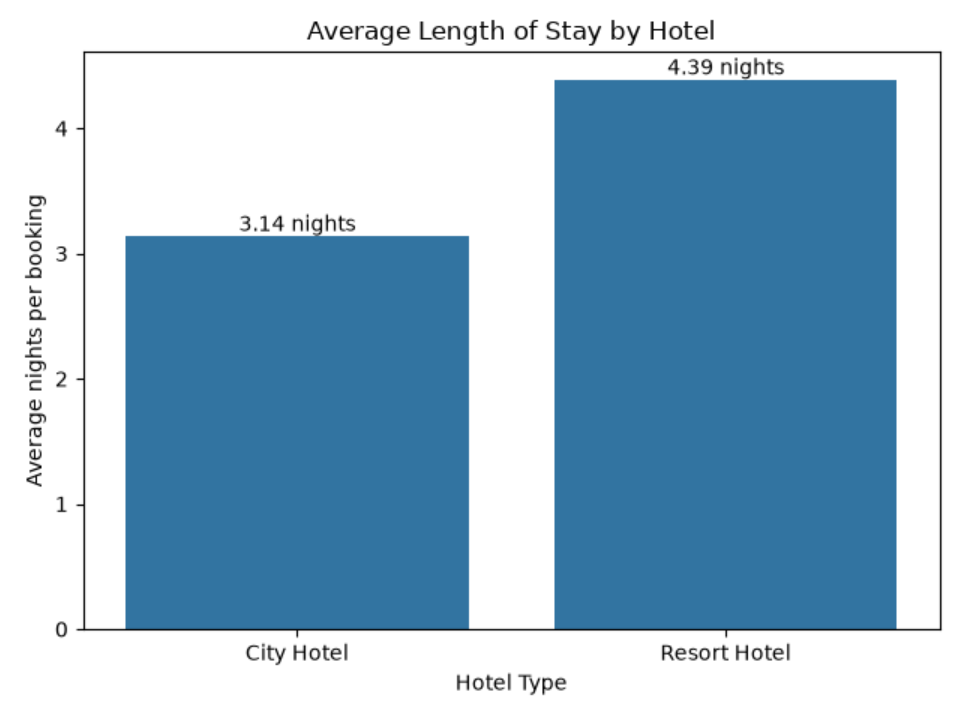 Average Length of Stay by Hotel
4.39 nights
3.14 nights
Average nights per booking
4
3
2
1
0
City Hotel
Resort Hotel
Hotel Type